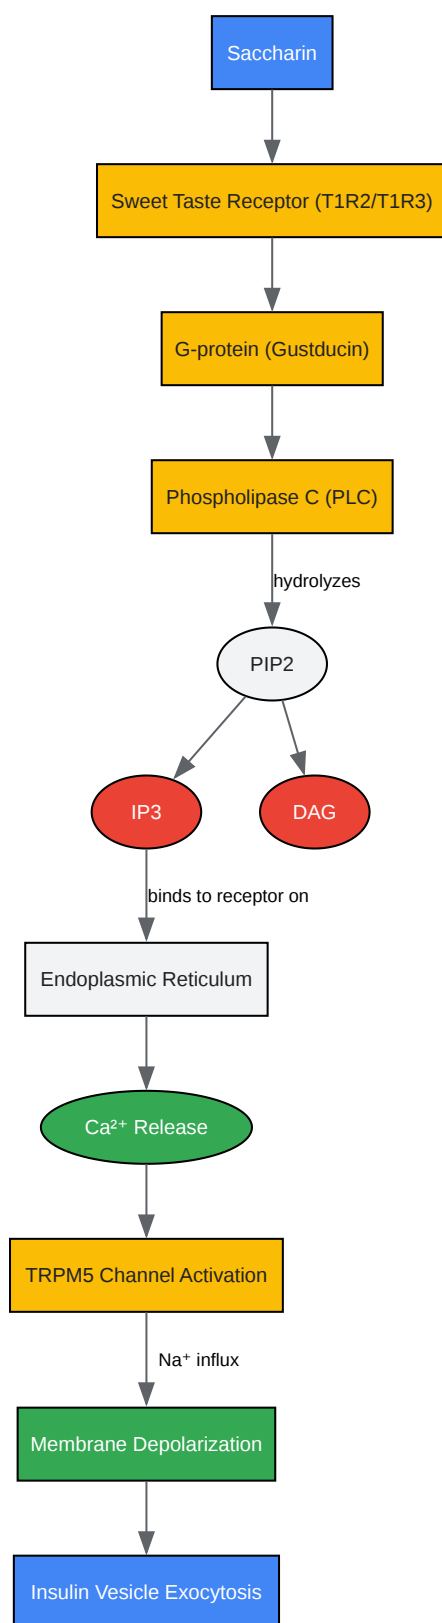 Saccharin
Sweet Taste Receptor (T1R2/T1R3)
G-protein (Gustducin)
Phospholipase C (PLC)
hydrolyzes
PIP2
IP3
DAG
binds to receptor on
Endoplasmic Reticulum
Ca²⁺ Release
TRPM5 Channel Activation
Na⁺ influx
Membrane Depolarization
Insulin Vesicle Exocytosis